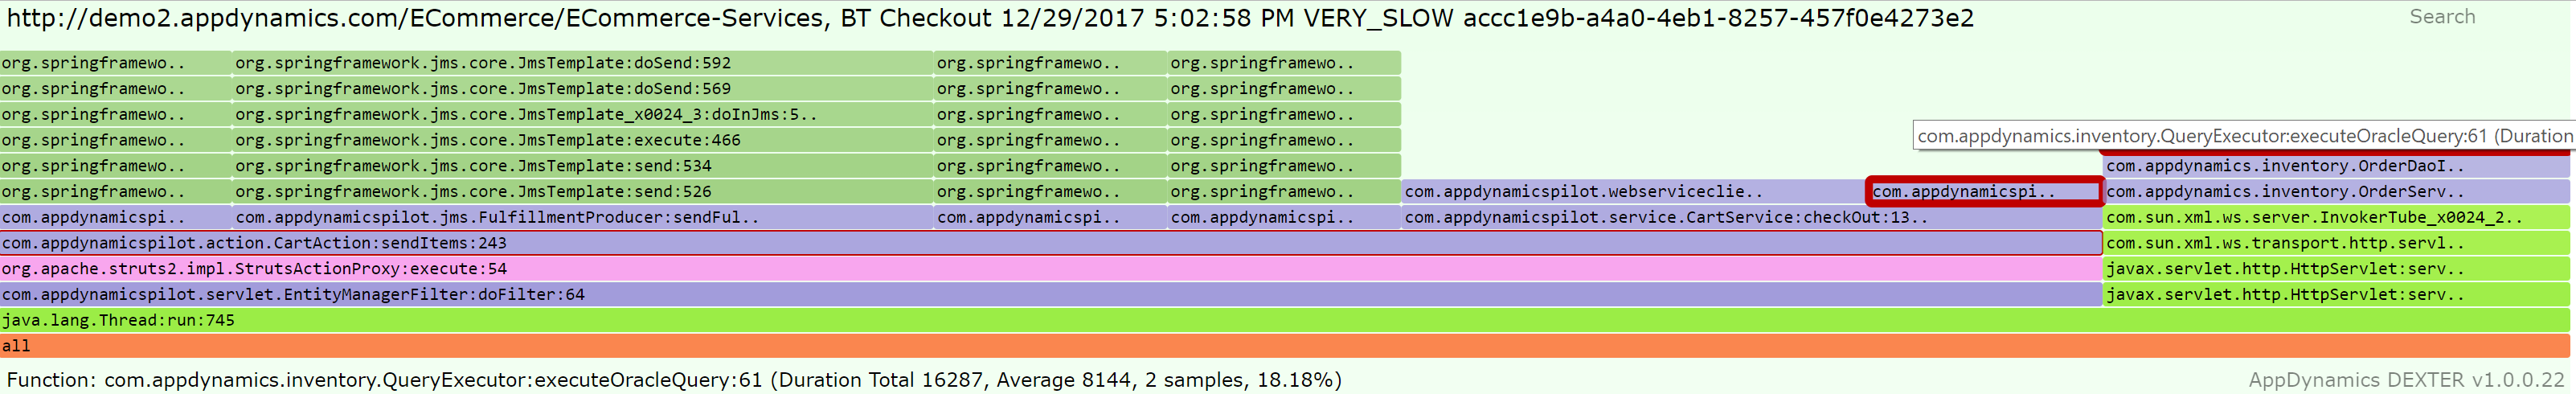 http://demo2.appdynamics.com/ECommerce/ECommerce-Services, BT Checkout 12/29/2017 5:02:58 PM VERY_SLOW accc1e9b-a4a0-4eb1-8257-457f0e4273e2 Search
org.springframewo.. org.springframework.jms.core.JmsTemplate:doSend:592 org.springframewo.. org.springframewo..
org.springframewo.. org.springframework.jms.core.JmsTemplate:doSend:569 org.springframewo.. org.springframewo..
org.springframewo.. org.springframework.jms.core.JmsTemplate_x0024_3:doInJms:5.. org.springframewo.. org.springframewo..
org.springframewo.. org.springframework.jms.core.JmsTemplate:execute:466 org.springframewo.. org.springframewo.. com.appdynamics.inventory.QueryExecutor:executeOracleQuery:61 (Duration
org.springframewo.. org.springframework.jms.core.JmsTemplate:send:534 org.springframewo.. org.springframewo.. com.appdynamics.inventory.OrderDaoI..
org.springframewo.. org.springframework.jms.core.JmsTemplate:send:526 org.springframewo.. org.springframewo.. com.appdynamicspilot.webserviceclie.. com.appdynamicspi.. com.appdynamics.inventory.OrderServ..
com.appdynamicspi.. com.appdynamicspilot.jms.FulfillmentProducer:sendFul.. com.appdynamicspi.. com.appdynamicspi.. com.appdynamicspilot.service.CartService:checkOut:13.. com.sun.xml.ws.server.InvokerTube_x0024_2..
com.appdynamicspilot.action.CartAction:sendItems:243 com.sun.xml.ws.transport.http.servl..
org.apache.struts2.impl.StrutsActionProxy:execute:54 javax.servlet.http.HttpServlet:serv..
com.appdynamicspilot.servlet.EntityManagerFilter:doFilter:64 javax.servlet.http.HttpServlet:serv..
java.lang.Thread:run:745
all
Function: com.appdynamics.inventory.QueryExecutor:executeOracleQuery:61 (Duration Total 16287, Average 8144, 2 samples, 18.18%) AppDynamics DEXTER v1.0.0.22